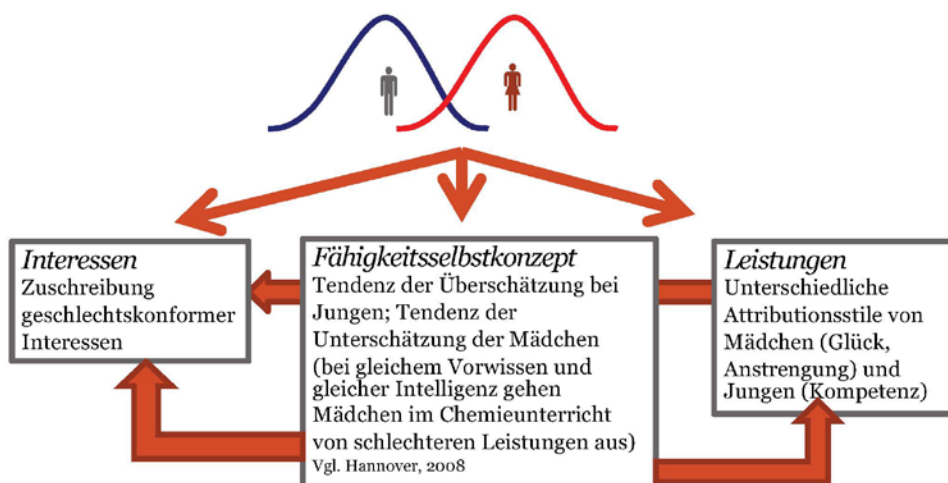 Interessen
Zuschreibung
geschlechtskonformer
Interessen
Fähigkeitsselbstkonzept
Tendenz der Überschätzung bei
Jungen; Tendenz der
Unterschätzung der Mädchen
(bei gleichem Vorwissen und
gleicher Intelligenz gehen
Mädchen im Chemieunterricht
von schlechteren Leistungen aus)
Vgl. Hannover, 2008
Leistungen
Unterschiedliche
Attributionsstile von
Mädchen (Glück,
Anstrengung) und
Jungen (Kompetenz)